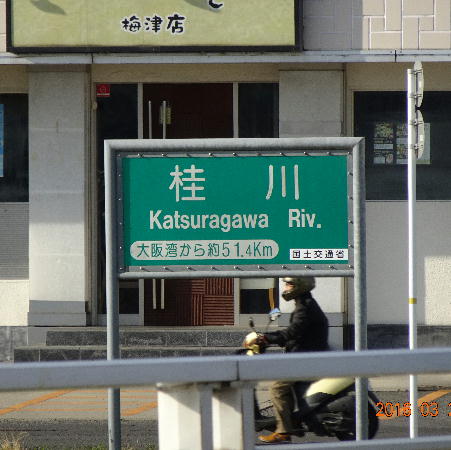 梅津店
桂川
Katsuragawa Riv.
大阪湾から約51.4Km
国土交通省
2016 03